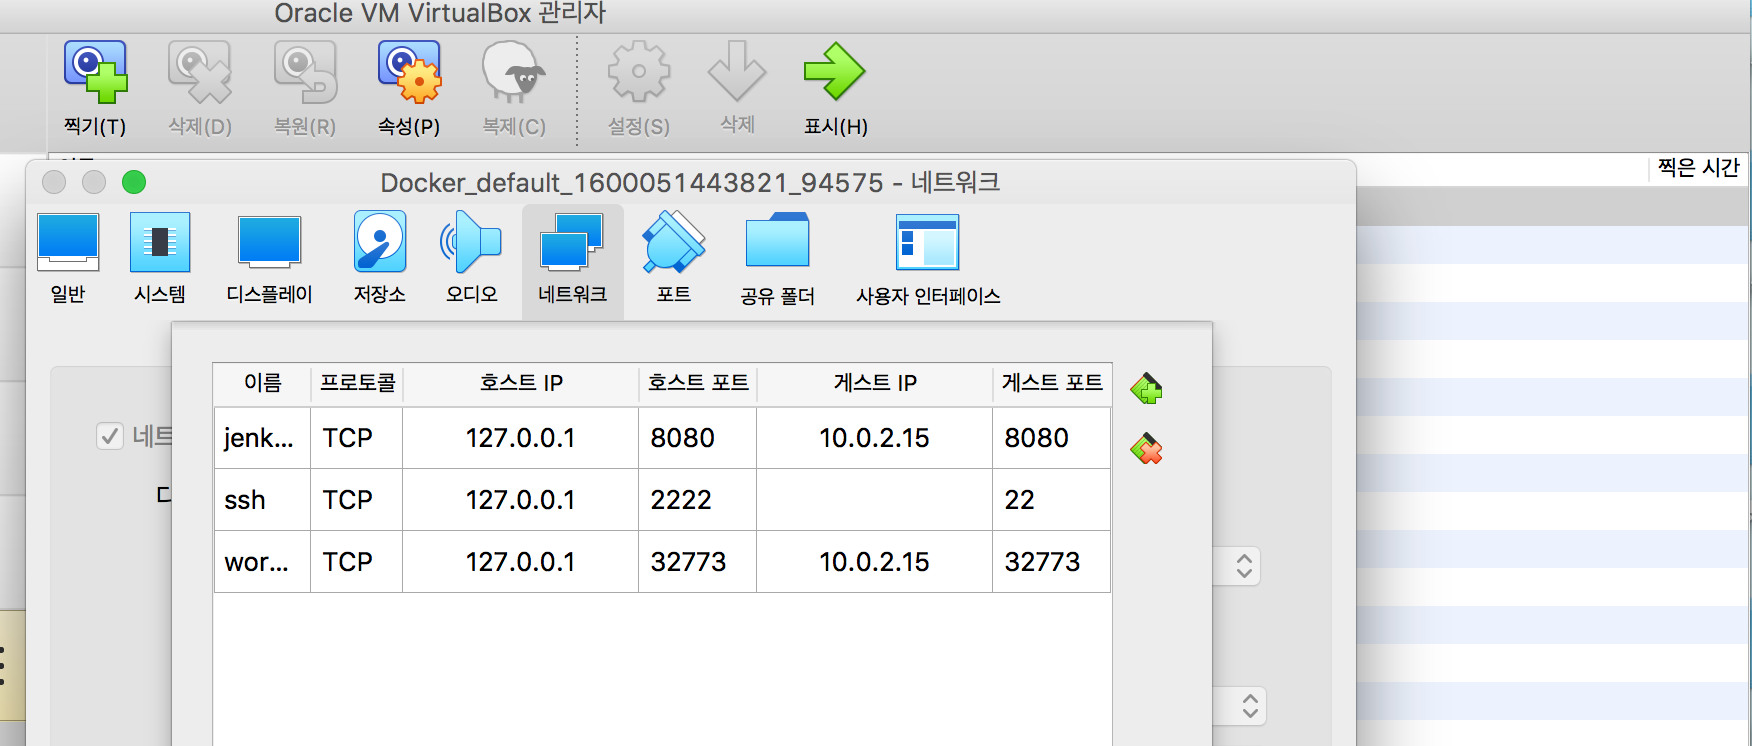 Oracle VM VirtualBox 관리자
찍기(T) 삭제(D) 복원(R) 속성(P) 복제(C) 설정(S) 삭제 표시(H)
찍은 시간
Docker_default_1600051443821_94575 - 네트워크
일반 시스템 디스플레이 저장소 오디오 네트워크 포트 공유 폴더 사용자 인터페이스
이름 프로토콜 호스트 IP 호스트 포트 게스트 IP 게스트 포트
네트
jenk... TCP 127.0.0.1 8080 10.0.2.15 8080
ssh TCP 127.0.0.1 2222 22
wor... TCP 127.0.0.1 32773 10.0.2.15 32773